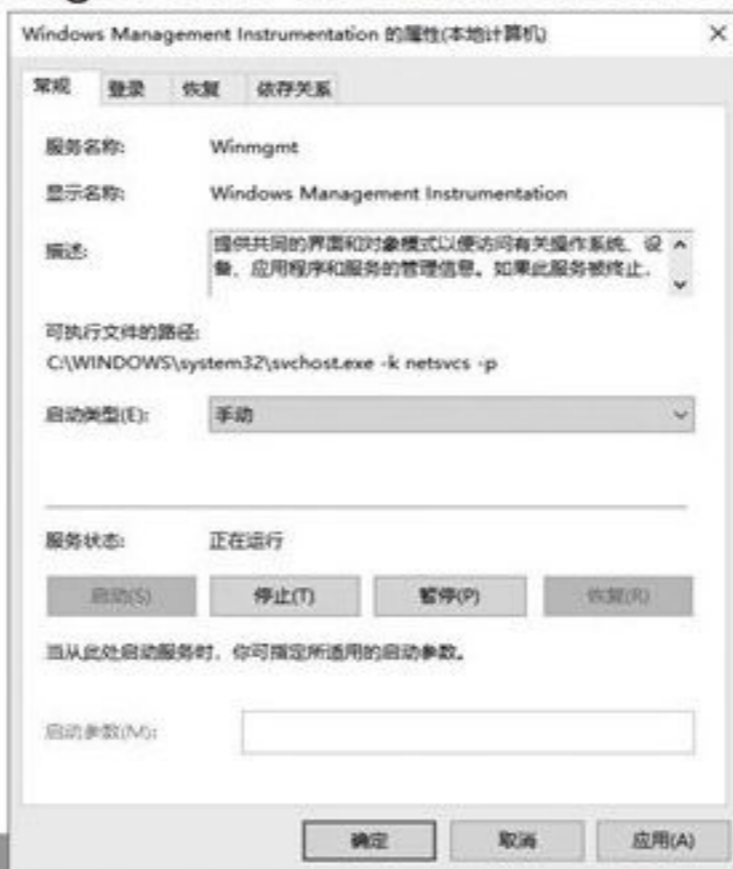 Windows Management Instrumentation 的属性(本地计算机)
常规 登录 恢复 依存关系
服务名称: Winmgmt
显示名称: Windows Management Instrumentation
描述: 提供共同的界面和对象模式以便访问有关操作系统、设
备、应用程序和服务的管理信息。如果此服务被终止，
可执行文件的路径:
C:\WINDOWS\system32\svchost.exe -k netsvcs -p
启动类型(E): 手动
服务状态: 正在运行
启动(S) 停止(T) 暂停(P) 恢复(R)
当从此处启动服务时，你可指定所适用的启动参数。
启动参数(M):
确定 取消 应用(A)